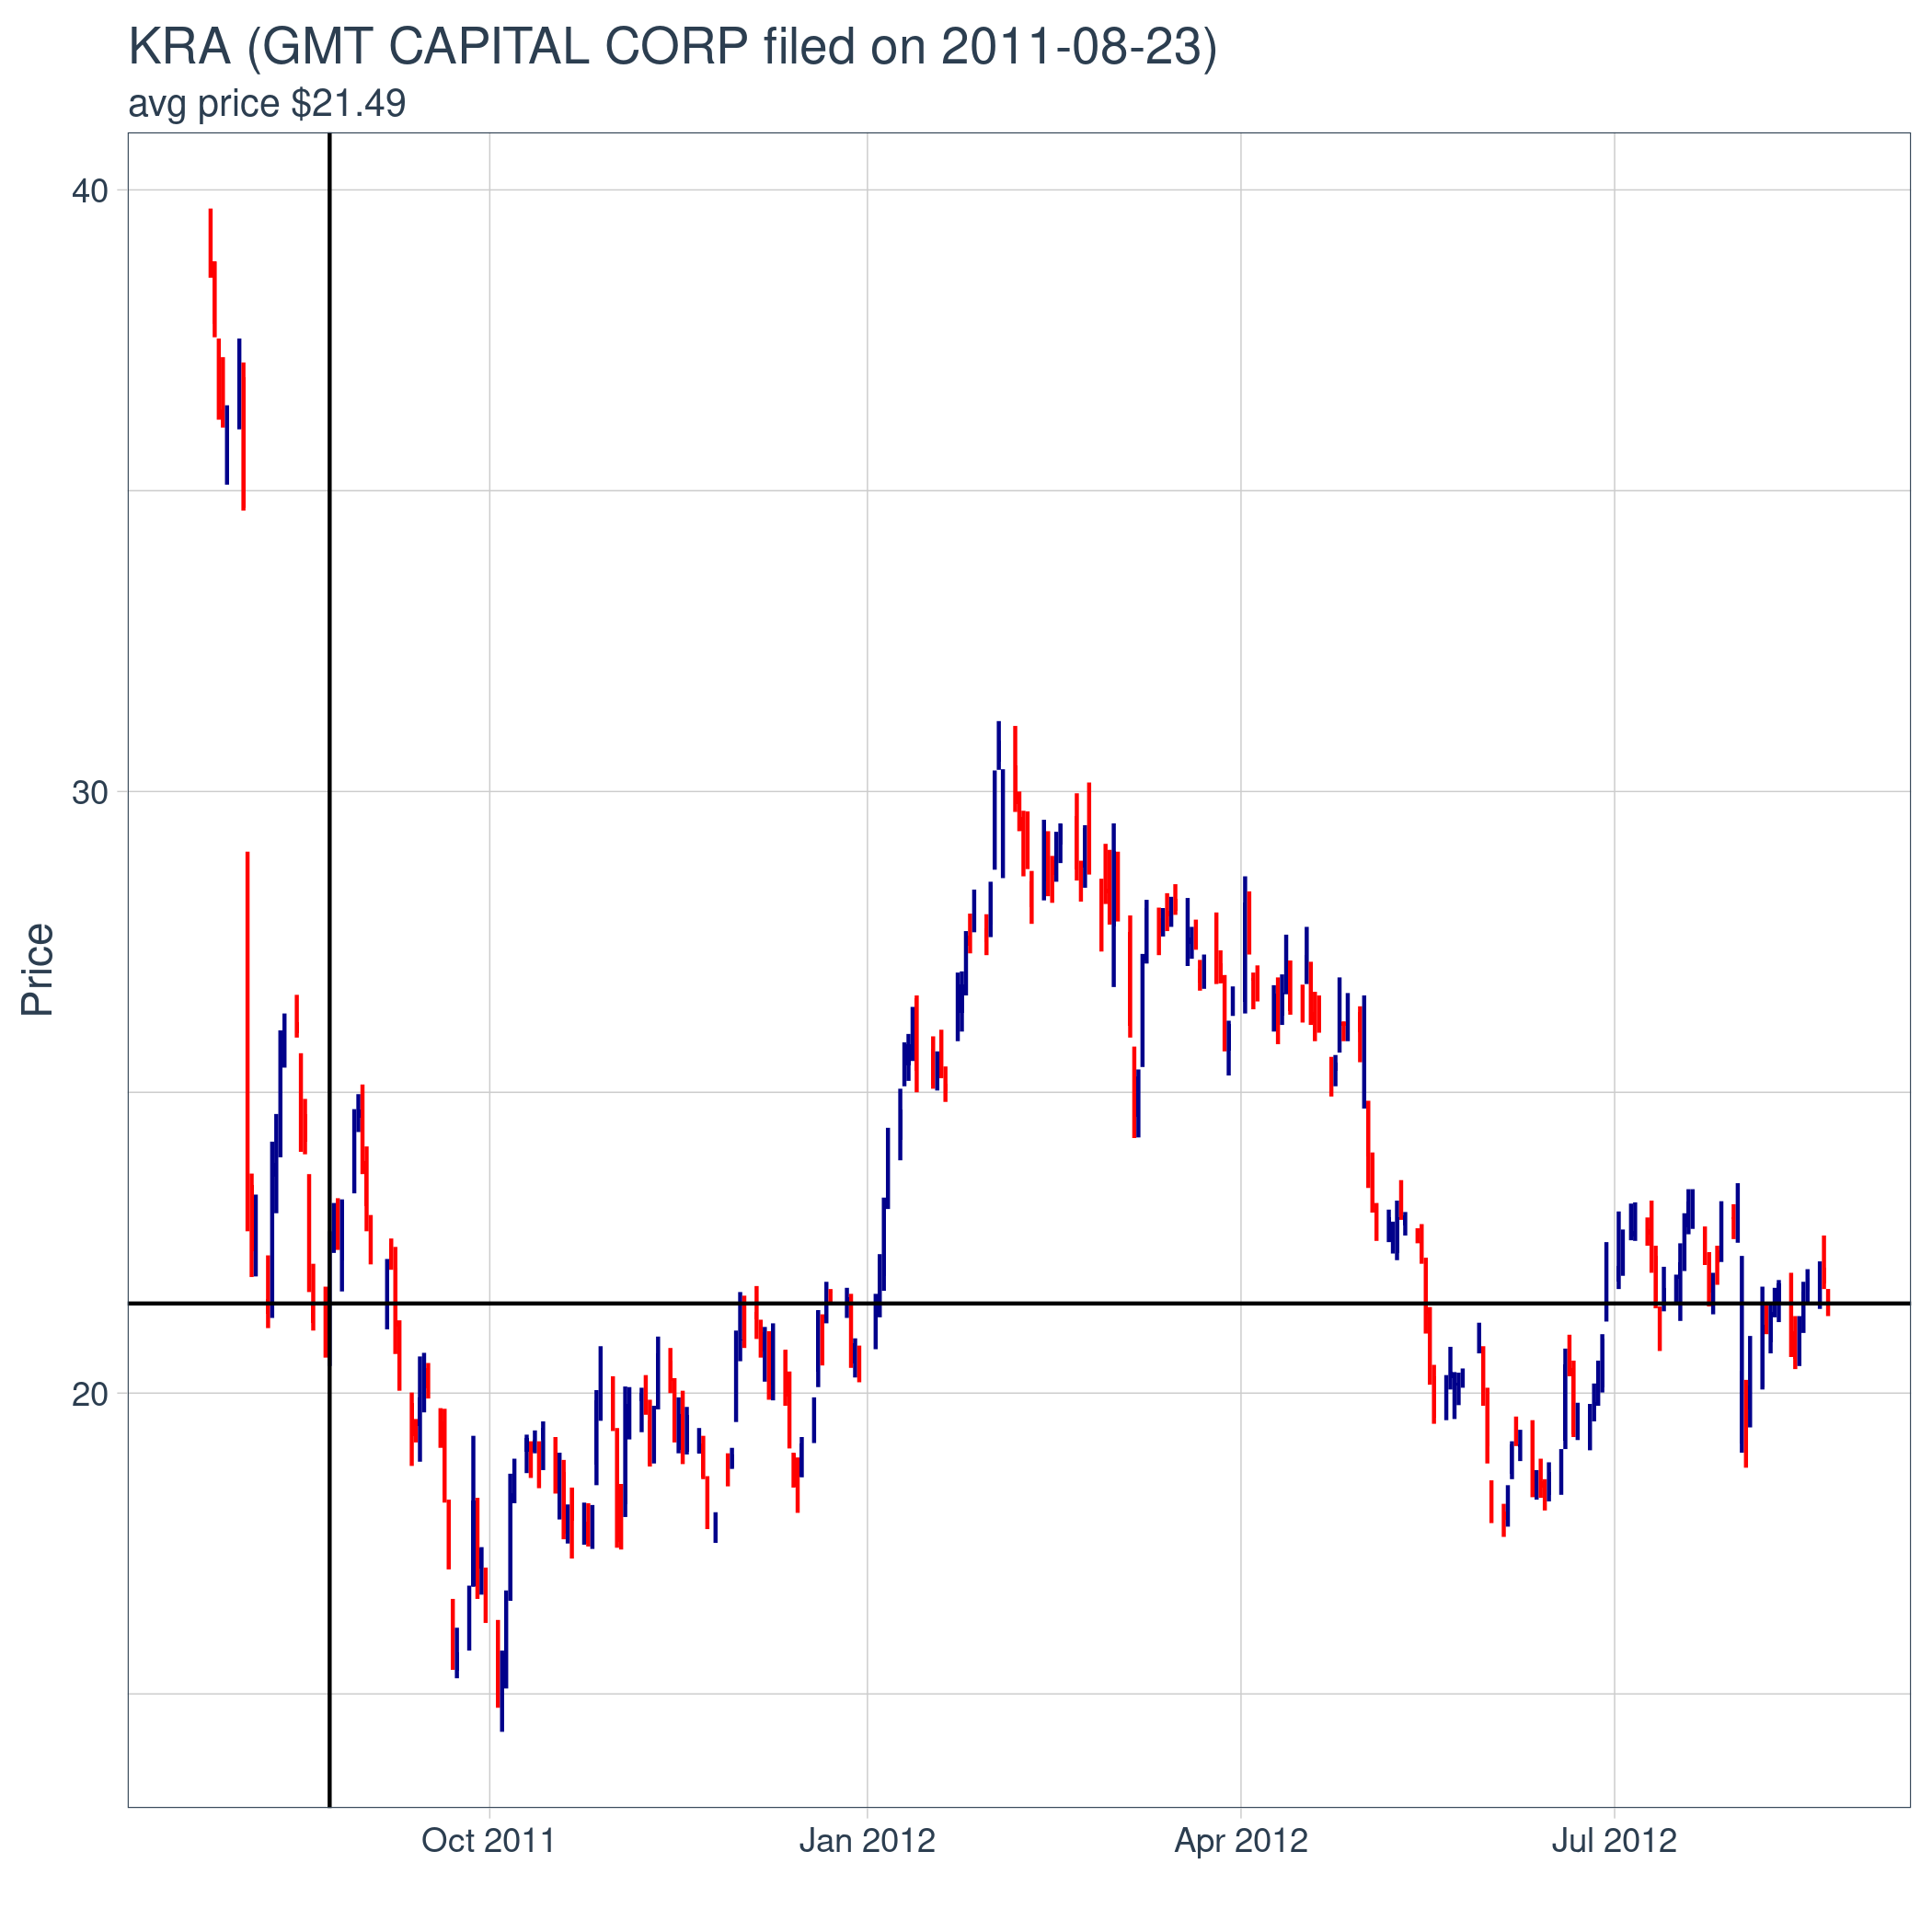 KRA (GMT CAPITAL CORP filed on 2011-08-23)
avg price $21.49
40
30
20
Price
Oct 2011
Jan 2012
Apr 2012
Jul 2012